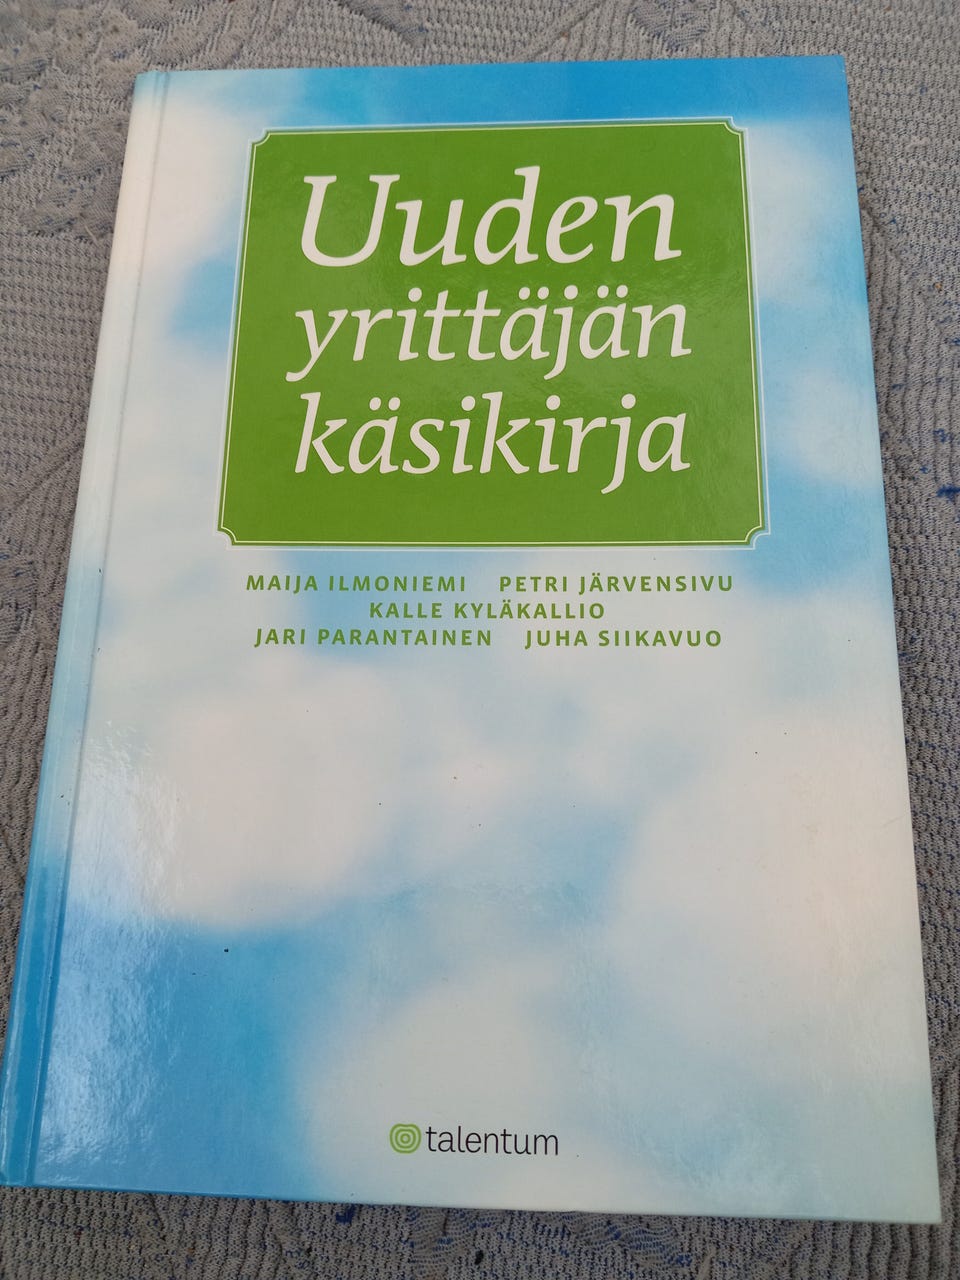 Uuden
yrittäjän
käsikirja
MAIJA ILMONIEMI PETRI JÄRVENSIVU
KALLE KYLÄKALLIO
JARI PARANTAINEN JUHA SIIKAVUO
talentum